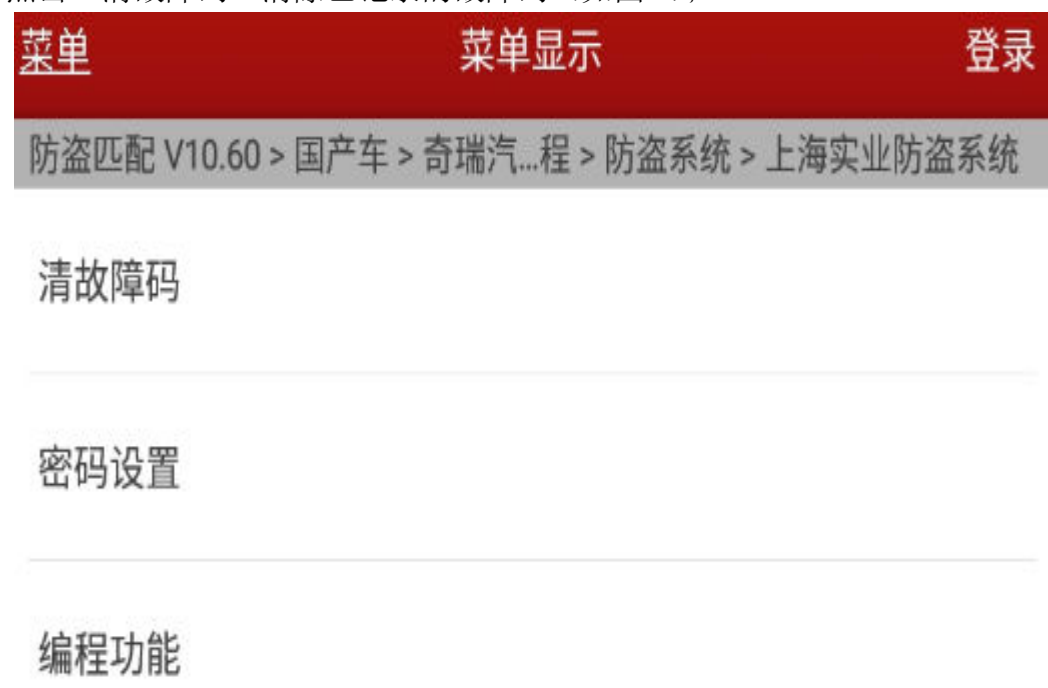 菜单 菜单显示 登录
防盗匹配 V10.60 > 国产车 > 奇瑞汽...程 > 防盗系统 > 上海实业防盗系统
清故障码
密码设置
编程功能